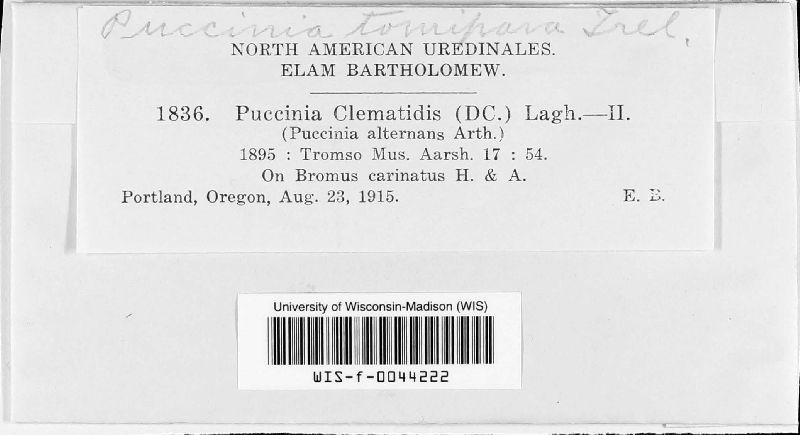 Puccinia tomipara Trel.
NORTH AMERICAN UREDINALES.
ELAM BARTHOLOMEW.
1836. Puccinia Clematidis (DC.) Lagh.—II.
(Puccinia alternans Arth.)
1895 : Tromso Mus. Aarsh. 17 : 54.
On Bromus carinatus H. & A.
Portland, Oregon, Aug. 23, 1915. E. B.
University of Wisconsin-Madison (WIS)
WIS-f-0044222